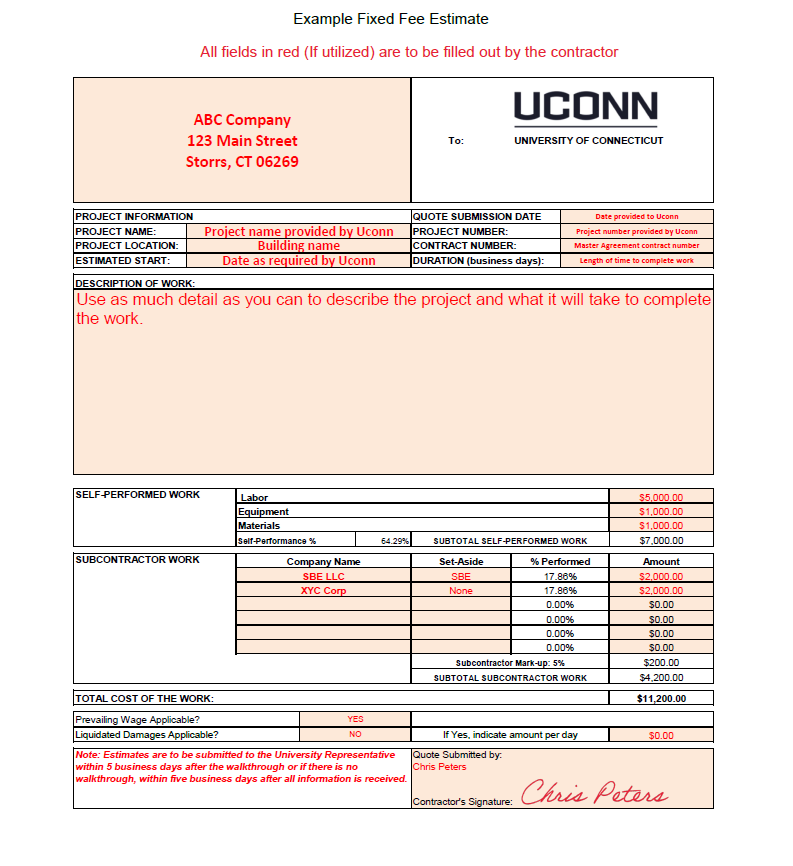 Example Fixed Fee Estimate
All fields in red (If utilized) are to be filled out by the contractor
ABC Company
123 Main Street
Storrs, CT 06269
UCONN
To: UNIVERSITY OF CONNECTICUT
PROJECT INFORMATION QUOTE SUBMISSION DATE Date provided to Uconn
PROJECT NAME: Project name provided by Uconn PROJECT NUMBER: Project number provided by Uconn
PROJECT LOCATION: Building name CONTRACT NUMBER: Master Agreement contract number
ESTIMATED START: Date as required by Uconn DURATION (business days): Length of time to complete work
DESCRIPTION OF WORK:
Use as much detail as you can to describe the project and what it will take to complete
the work.
SELF-PERFORMED WORK Labor $5,000.00
Equipment $1,000.00
Materials $1,000.00
Self-Performance % 64.29% SUBTOTAL SELF-PERFORMED WORK $7,000.00
SUBCONTRACTOR WORK Company Name Set-Aside % Performed Amount
SBE LLC SBE 17.86% $2,000.00
XYC Corp None 17.86% $2,000.00
0.00% $0.00
0.00% $0.00
0.00% $0.00
0.00% $0.00
Subcontractor Mark-up: 5% $200.00
SUBTOTAL SUBCONTRACTOR WORK $4,200.00
TOTAL COST OF THE WORK: $11,200.00
Prevailing Wage Applicable? YES
Liquidated Damages Applicable? NO If Yes, indicate amount per day $0.00
Note: Estimates are to be submitted to the University Representative
within 5 business days after the walkthrough or if there is no
walkthrough, within five business days after all information is received.
Quote Submitted by:
Chris Peters
Contractor's Signature: Chris Peters